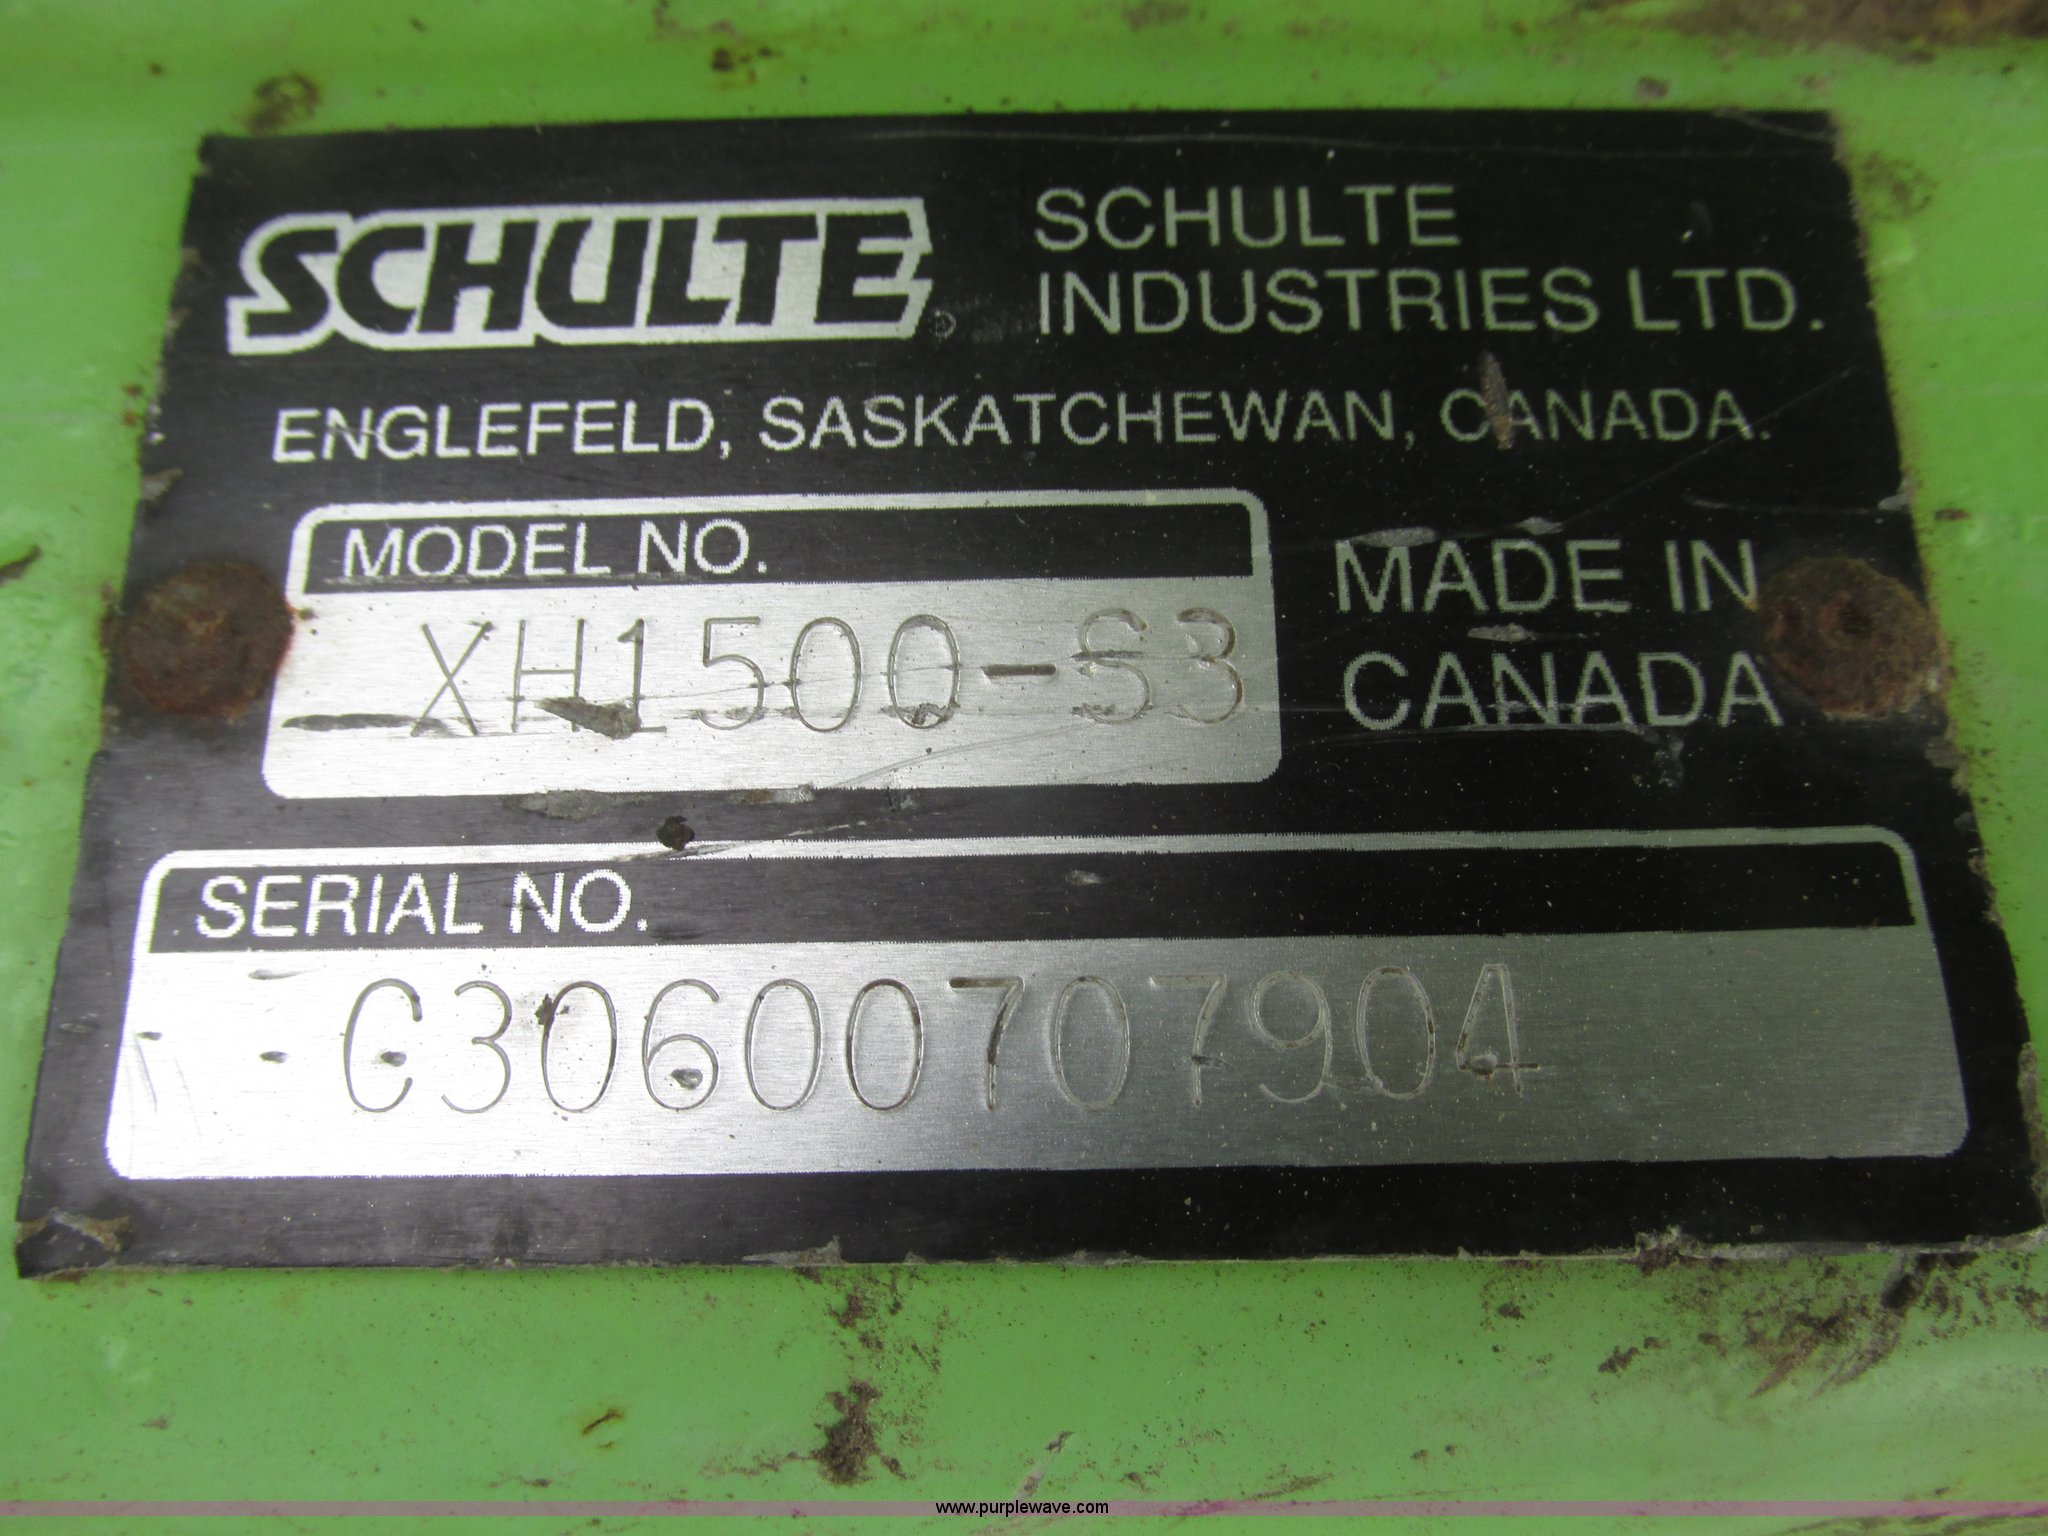 SCHULTE
SCHULTE
INDUSTRIES LTD.
ENGLEFELD, SASKATCHEWAN, CANADA.
MODEL NO.
XH1500-S3
MADE IN
CANADA
SERIAL NO.
C30600707904
www.purplewave.com